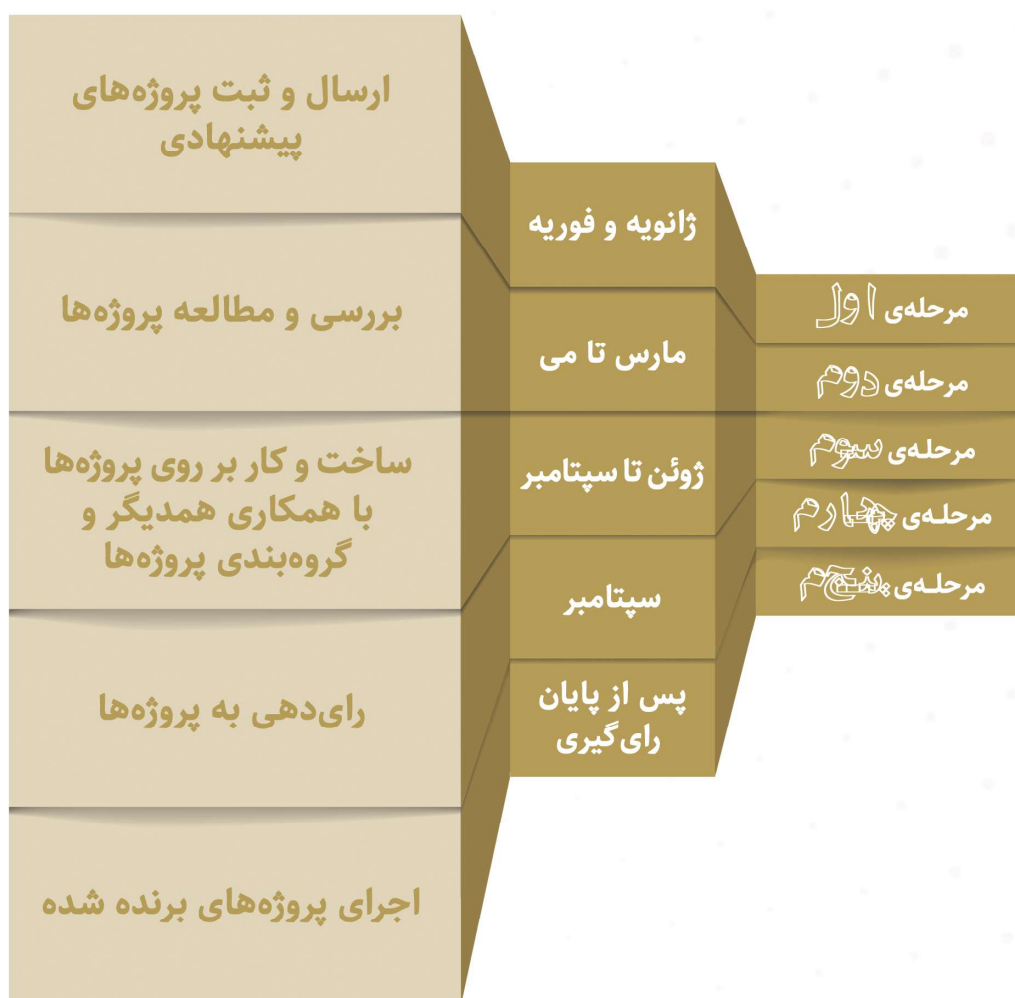 مرحله‌ی اول
ژانویه و فوریه
ارسال و ثبت پروژه‌های
پیشنهادی
مرحله‌ی دوم
مارس تا می
بررسی و مطالعه پروژه‌ها
مرحله‌ی سوم
ژوئن تا سپتامبر
ساخت و کار بر روی پروژه‌ها
با همکاری همدیگر و
گروه‌بندی پروژه‌ها
مرحلـه‌ی چهارم
سپتامبر
رای‌دهی به پروژه‌ها
مرحلـه‌ی پنجم
پس از پایان
رای‌گیری
اجرای پروژه‌های برنده شده